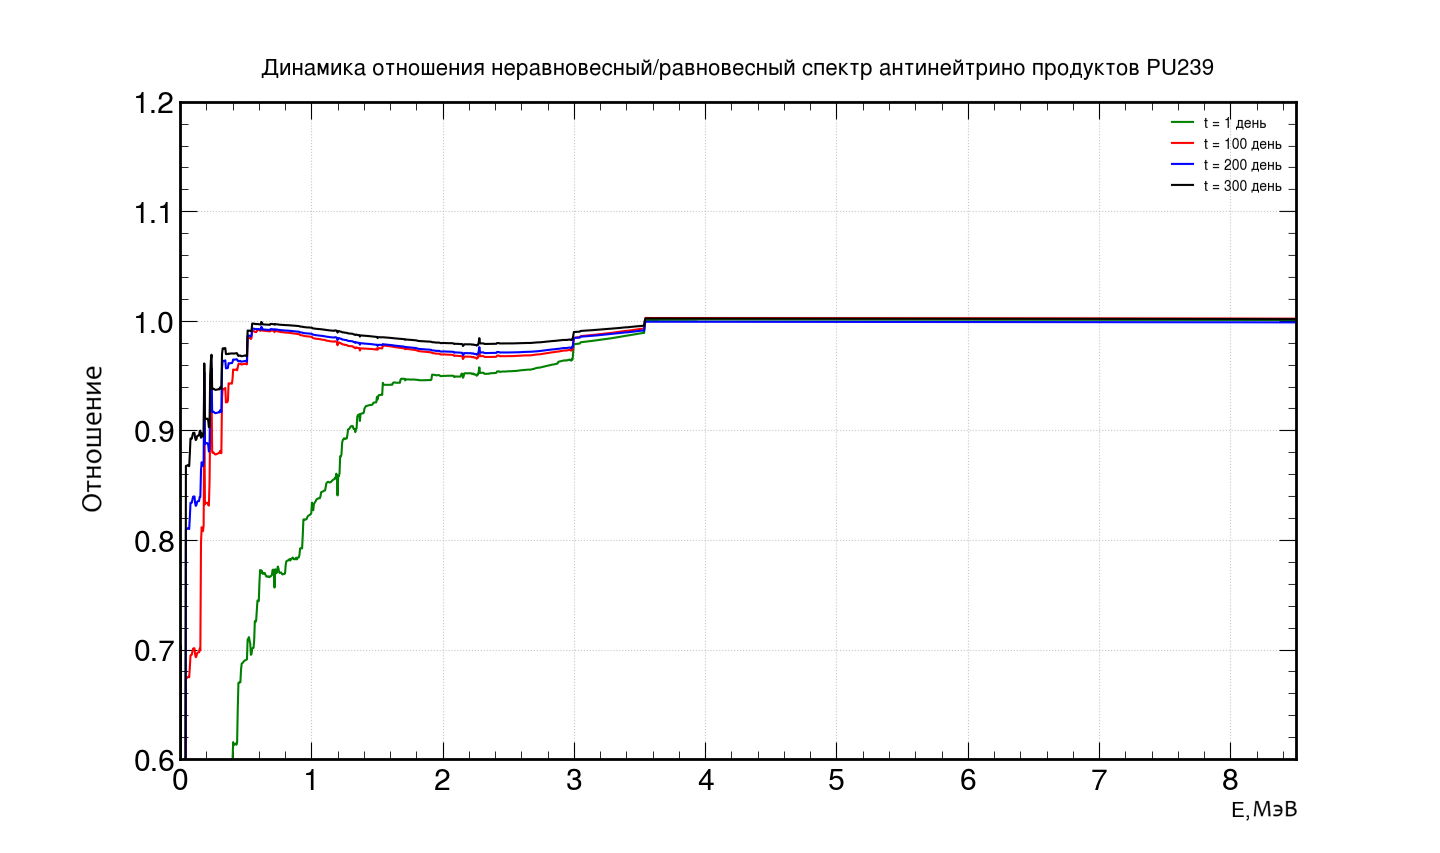 Динамика отношения неравновесный/равновесный спектр антинейтрино продуктов PU239
1.2
1.1
1.0
0.9
0.8
0.7
0.6
Отношение
t = 1 день
t = 100 день
t = 200 день
t = 300 день
0 1 2 3 4 5 6 7 8
E, МэВ